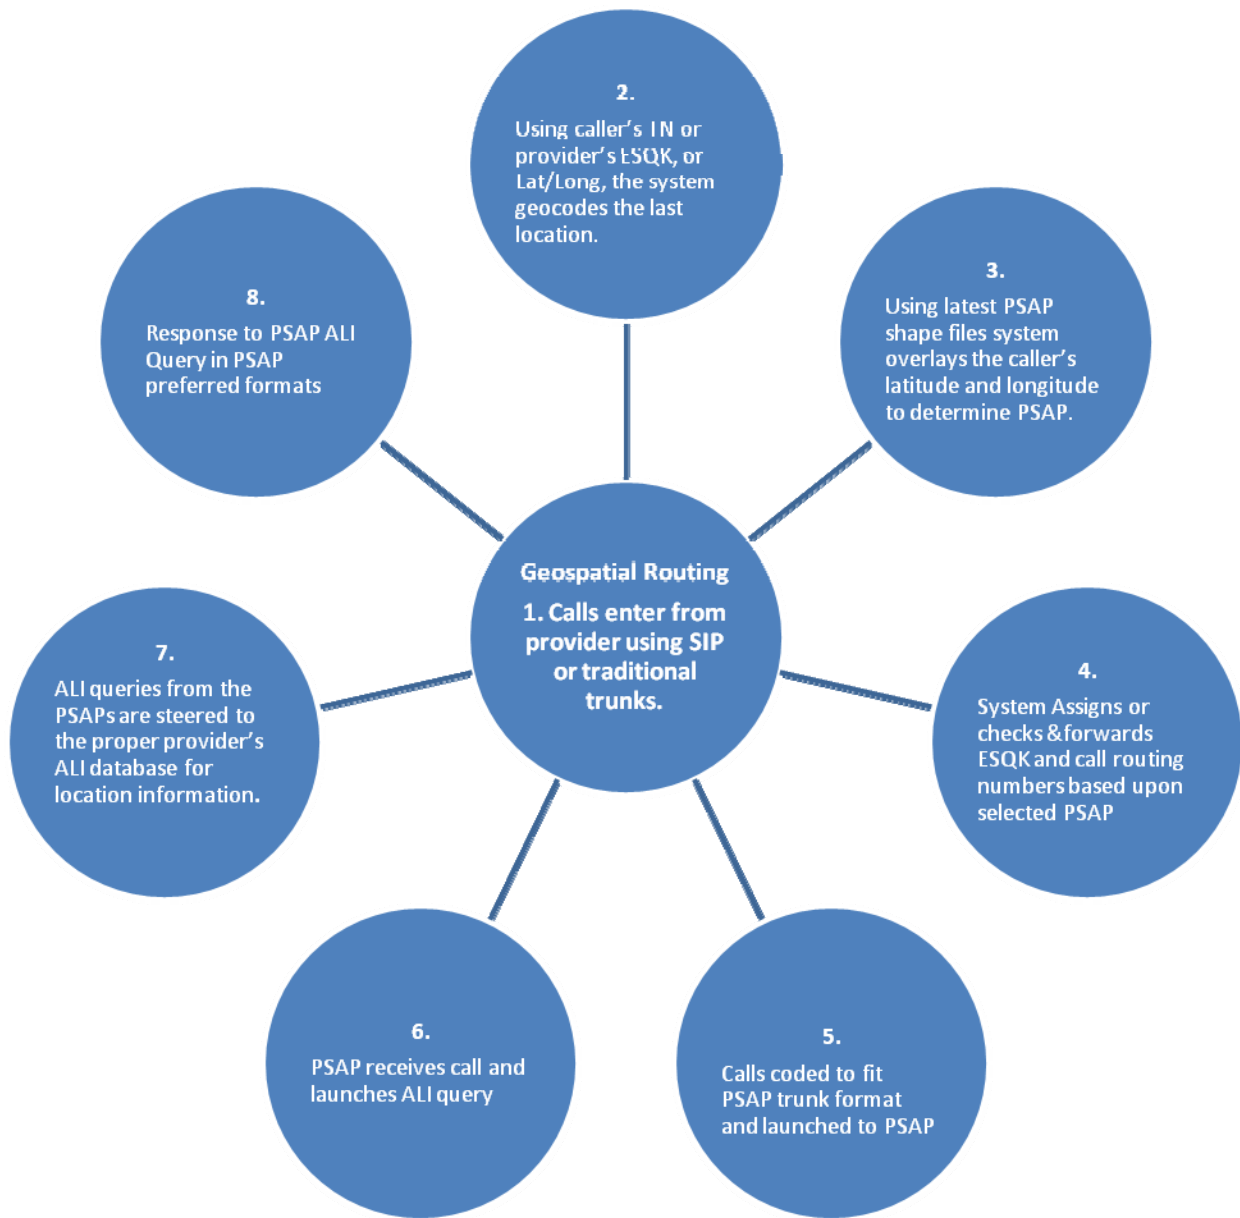 Geospatial Routing
1. Calls enter from
provider using SIP
or traditional
trunks.
2.
Using caller's TN or
provider's ESQK, or
Lat/Long, the system
geocodes the last
location.
3.
Using latest PSAP
shape files system
overlays the caller's
latitude and longitude
to determine PSAP.
4.
System Assigns or
checks & forwards
ESQK and call routing
numbers based upon
selected PSAP
5.
Calls coded to fit
PSAP trunk format
and launched to PSAP
6.
PSAP receives call and
launches ALI query
7.
ALI queries from the
PSAPs are steered to
the proper provider's
ALI database for
location information.
8.
Response to PSAP ALI
Query in PSAP
preferred formats